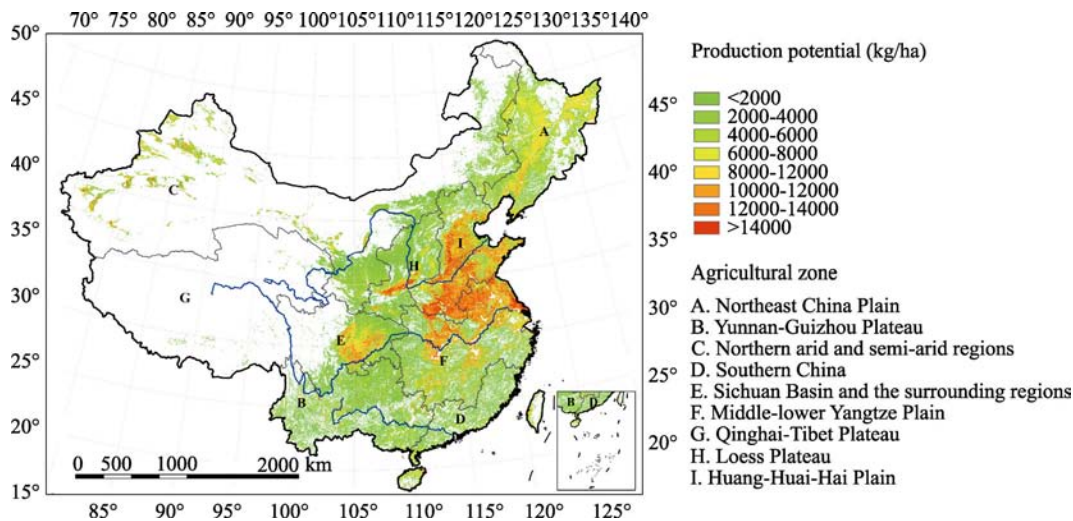 70° 75° 80° 85° 90° 95° 100° 105° 110° 115° 120° 125° 130° 135° 140°
50°
45°
40°
35°
30°
25°
20°
15°
45°
40°
35°
30°
25°
20°
A
C
I
H
G
E
F
B
D
B D
0 500 1000 2000 km
85° 90° 95° 100° 105° 110° 115° 120° 125°
Production potential (kg/ha)
<2000
2000-4000
4000-6000
6000-8000
8000-12000
10000-12000
12000-14000
>14000
Agricultural zone
A. Northeast China Plain
B. Yunnan-Guizhou Plateau
C. Northern arid and semi-arid regions
D. Southern China
E. Sichuan Basin and the surrounding regions
F. Middle-lower Yangtze Plain
G. Qinghai-Tibet Plateau
H. Loess Plateau
I. Huang-Huai-Hai Plain